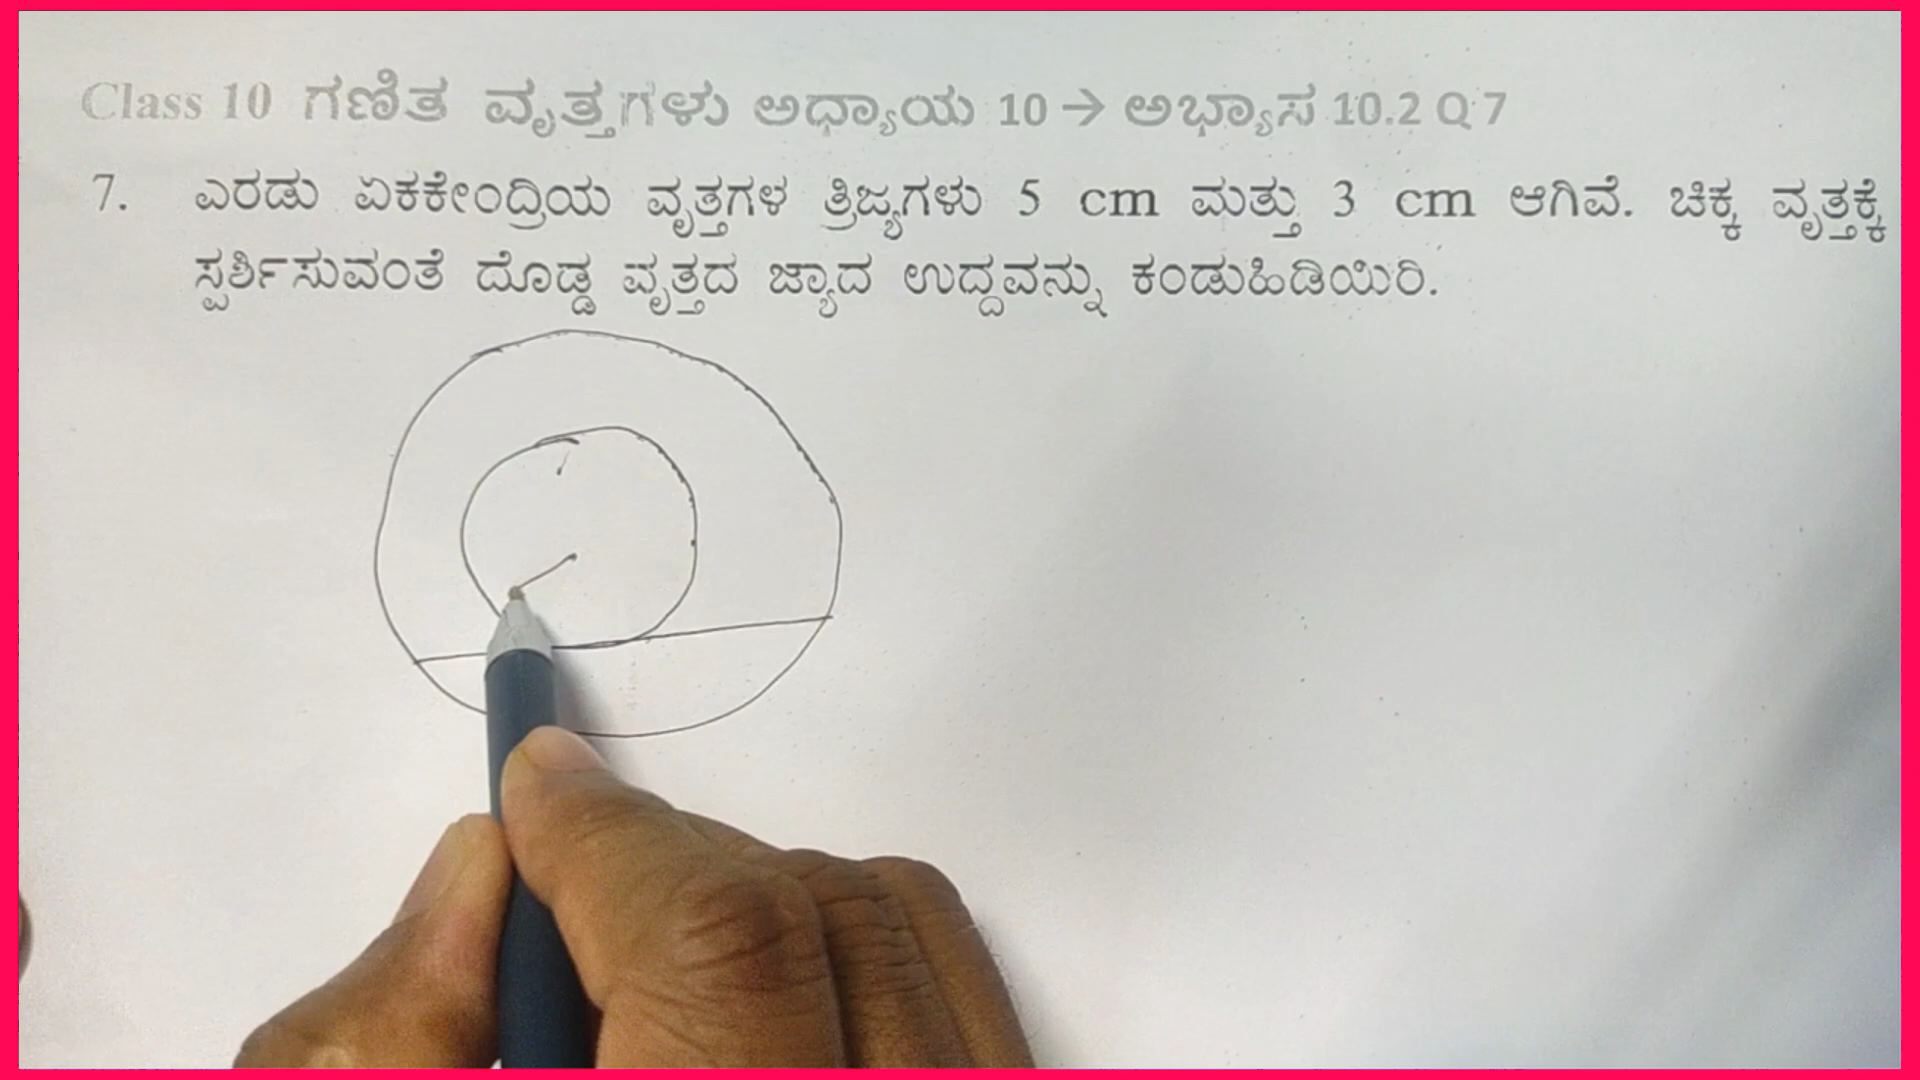 Class 10 ಗಣಿತ ವೃತ್ತಗಳು ಅಧ್ಯಾಯ 10 → ಅಭ್ಯಾಸ 10.2 Q 7
7. ಎರಡು ಏಕಕೇಂದ್ರಿಯ ವೃತ್ತಗಳ ತ್ರಿಜ್ಯಗಳು 5 cm ಮತ್ತು 3 cm ಆಗಿವೆ. ಚಿಕ್ಕ ವೃತ್ತಕ್ಕೆ
ಸ್ಪರ್ಶಿಸುವಂತೆ ದೊಡ್ಡ ವೃತ್ತದ ಜ್ಯಾದ ಉದ್ದವನ್ನು ಕಂಡುಹಿಡಿಯಿರಿ.